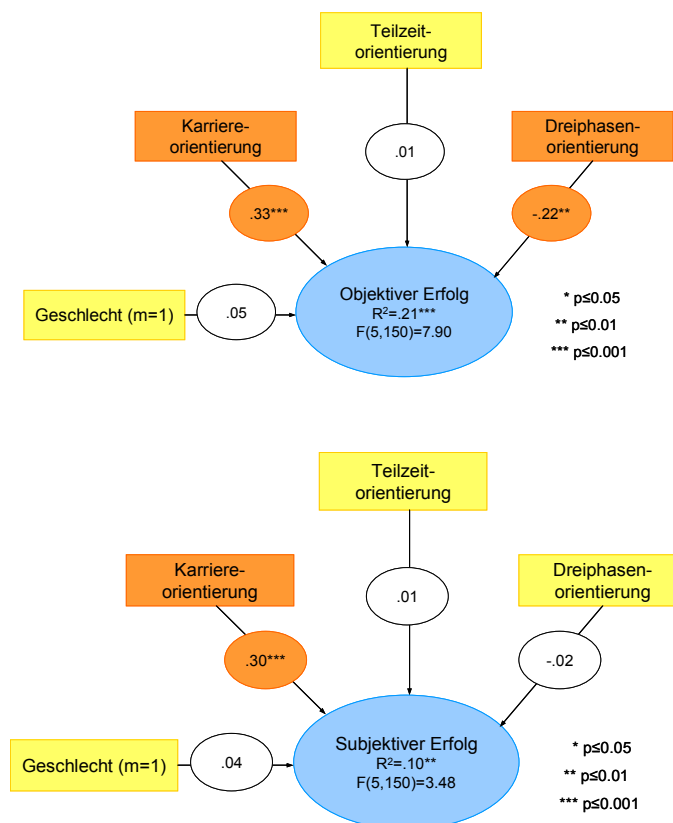 Teilzeit-
orientierung
Karriere-
orientierung
Dreiphasen-
orientierung
.01
.33***
-.22**
Geschlecht (m=1)
.05
Objektiver Erfolg
R²=.21***
F(5,150)=7.90
* p≤0.05
** p≤0.01
*** p≤0.001
Teilzeit-
orientierung
Karriere-
orientierung
Dreiphasen-
orientierung
.01
.30***
-.02
Geschlecht (m=1)
.04
Subjektiver Erfolg
R²=.10**
F(5,150)=3.48
* p≤0.05
** p≤0.01
*** p≤0.001